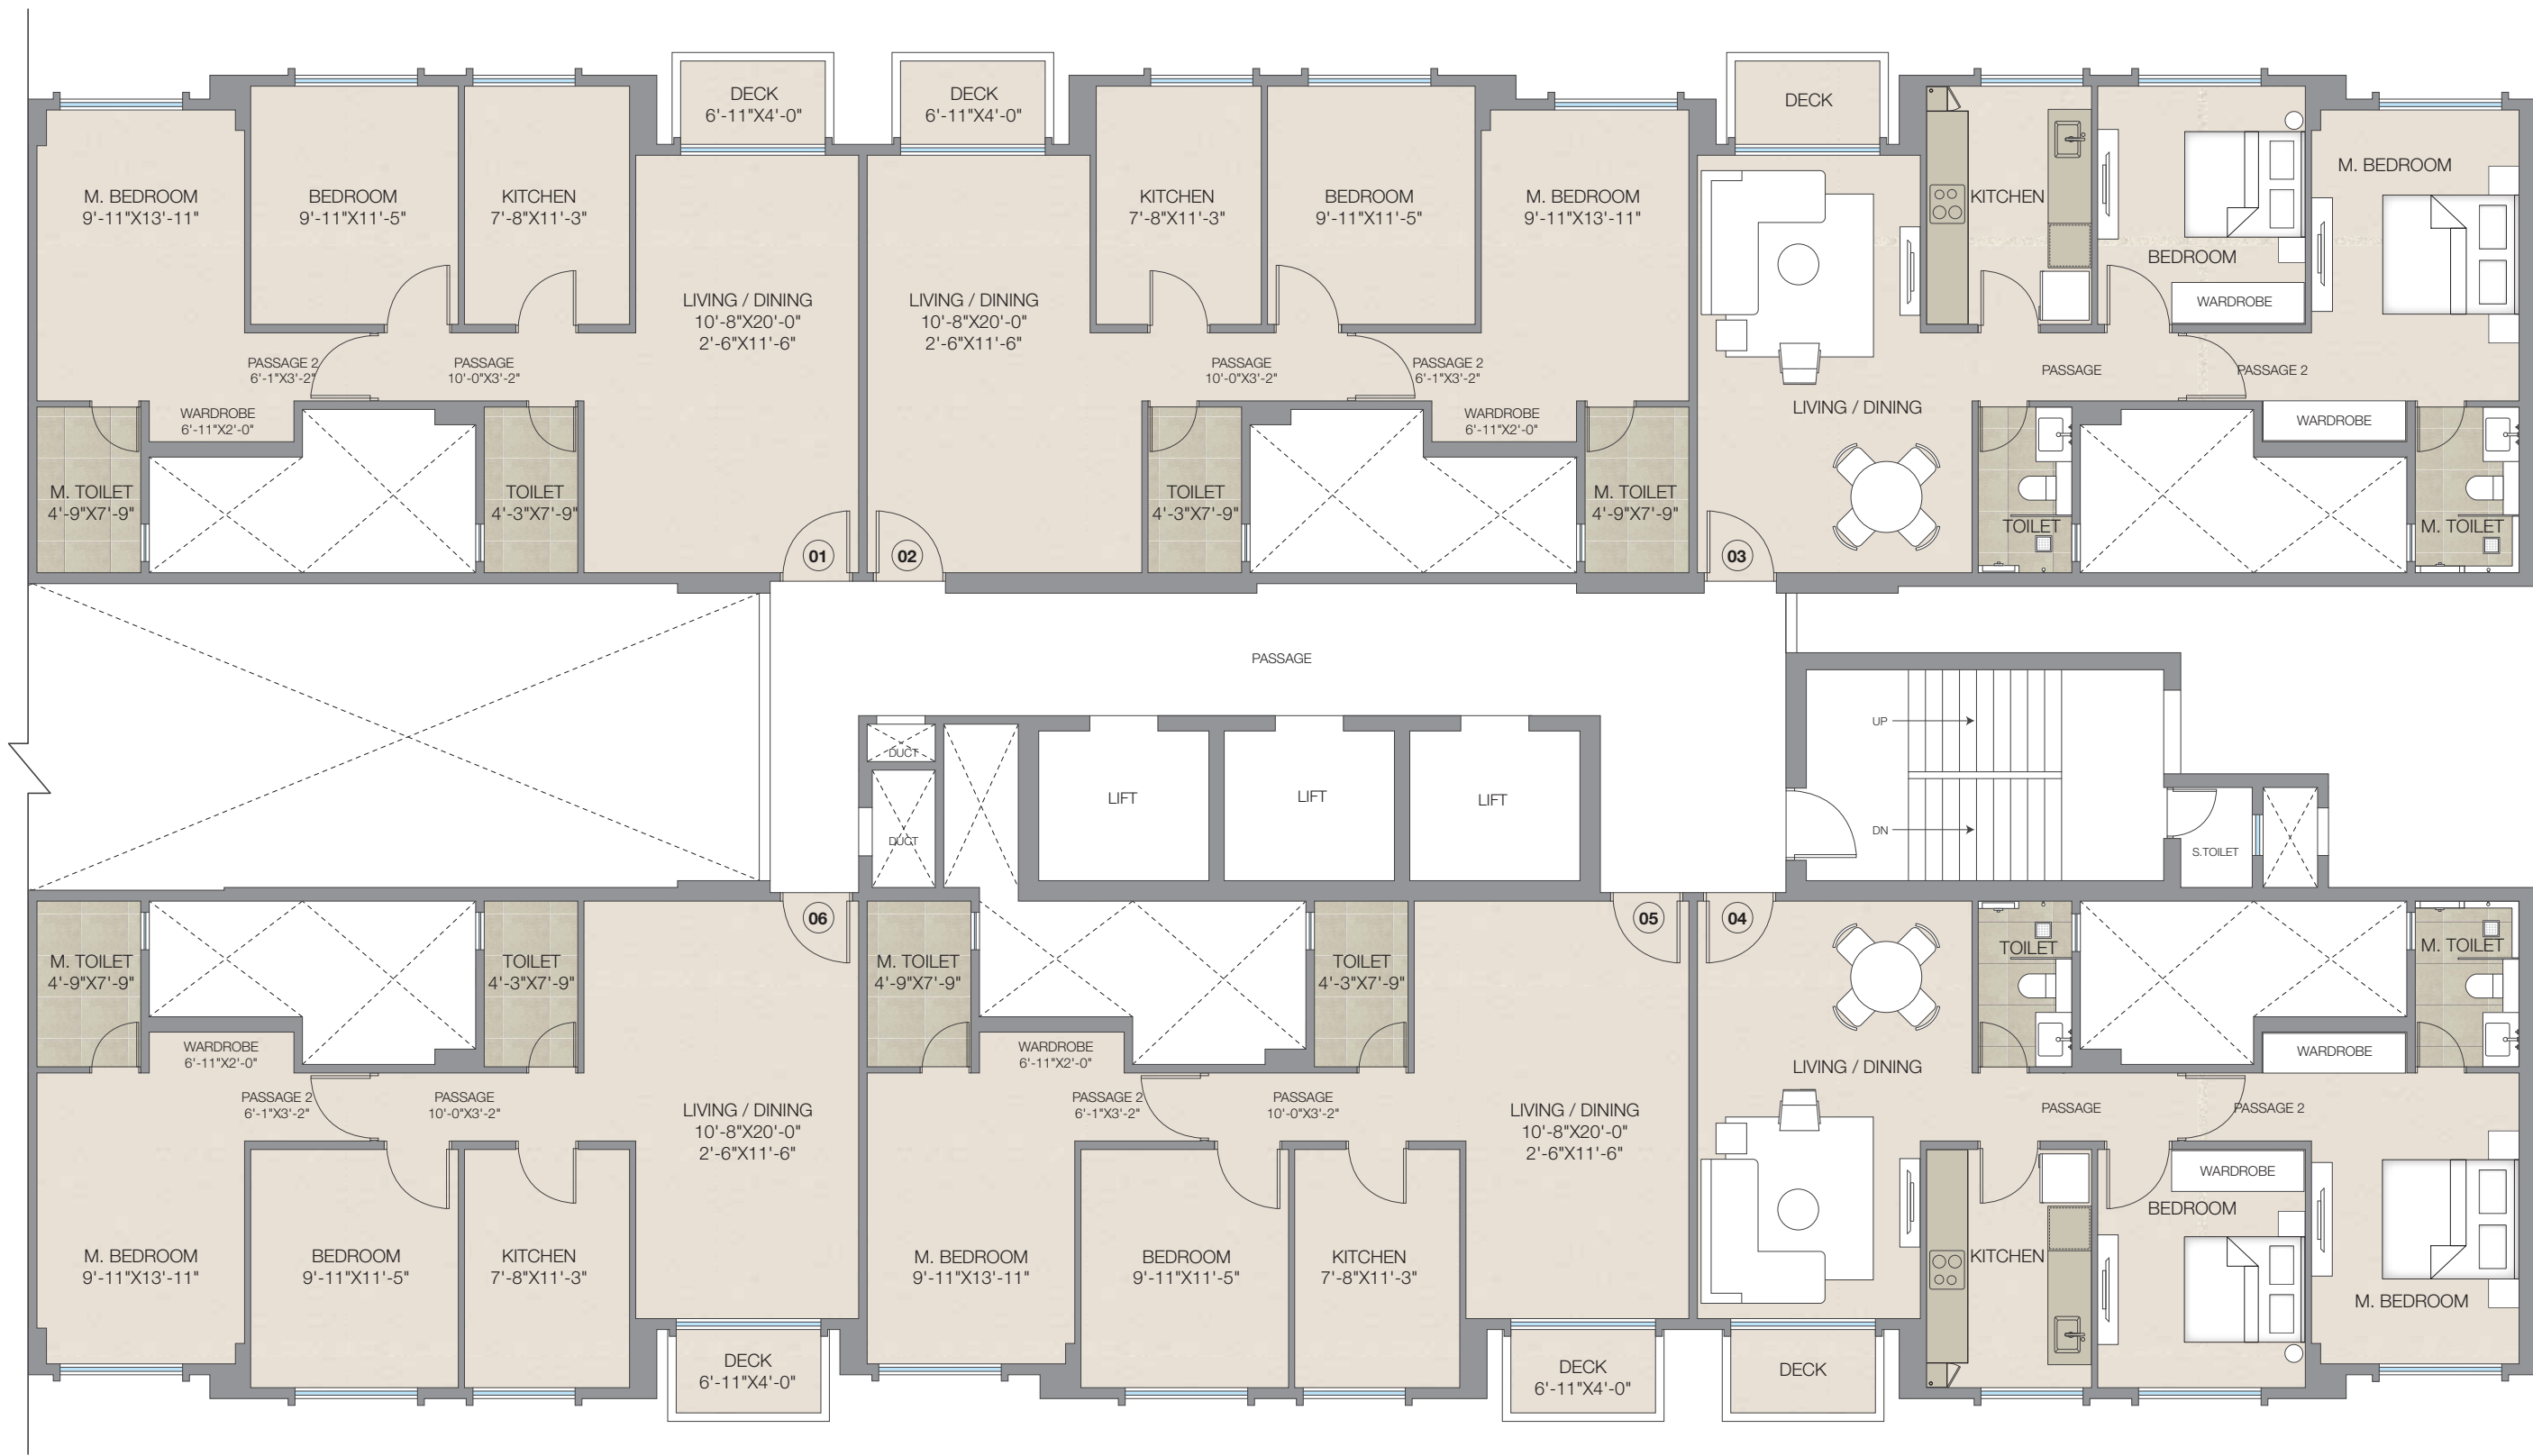 DECK
6'-11"X4'-0"
DECK
6'-11"X4'-0"
DECK
M. BEDROOM
9'-11"X13'-11"
BEDROOM
9'-11"X11'-5"
KITCHEN
7'-8"X11'-3"
KITCHEN
7'-8"X11'-3"
BEDROOM
9'-11"X11'-5"
M. BEDROOM
9'-11"X13'-11"
KITCHEN
BEDROOM
WARDROBE
M. BEDROOM
LIVING / DINING
10'-8"X20'-0"
2'-6"X11'-6"
LIVING / DINING
10'-8"X20'-0"
2'-6"X11'-6"
PASSAGE 2
6'-1"X3'-2"
PASSAGE
10'-0"X3'-2"
PASSAGE
10'-0"X3'-2"
PASSAGE 2
6'-1"X3'-2"
PASSAGE
PASSAGE 2
LIVING / DINING
WARDROBE
6'-11"X2'-0"
WARDROBE
6'-11"X2'-0"
WARDROBE
M. TOILET
4'-9"X7'-9"
TOILET
4'-3"X7'-9"
TOILET
4'-3"X7'-9"
M. TOILET
4'-9"X7'-9"
TOILET
M. TOILET
01
02
03
PASSAGE
UP
DN
DUCT
DUCT
LIFT
LIFT
LIFT
S.TOILET
06
05
04
M. TOILET
4'-9"X7'-9"
TOILET
4'-3"X7'-9"
M. TOILET
4'-9"X7'-9"
TOILET
4'-3"X7'-9"
TOILET
M. TOILET
WARDROBE
6'-11"X2'-0"
WARDROBE
6'-11"X2'-0"
WARDROBE
LIVING / DINING
PASSAGE 2
6'-1"X3'-2"
PASSAGE
10'-0"X3'-2"
LIVING / DINING
10'-8"X20'-0"
2'-6"X11'-6"
PASSAGE 2
6'-1"X3'-2"
PASSAGE
10'-0"X3'-2"
LIVING / DINING
10'-8"X20'-0"
2'-6"X11'-6"
PASSAGE
PASSAGE 2
WARDROBE
BEDROOM
M. BEDROOM
9'-11"X13'-11"
BEDROOM
9'-11"X11'-5"
KITCHEN
7'-8"X11'-3"
M. BEDROOM
9'-11"X13'-11"
BEDROOM
9'-11"X11'-5"
KITCHEN
7'-8"X11'-3"
KITCHEN
M. BEDROOM
DECK
6'-11"X4'-0"
DECK
6'-11"X4'-0"
DECK